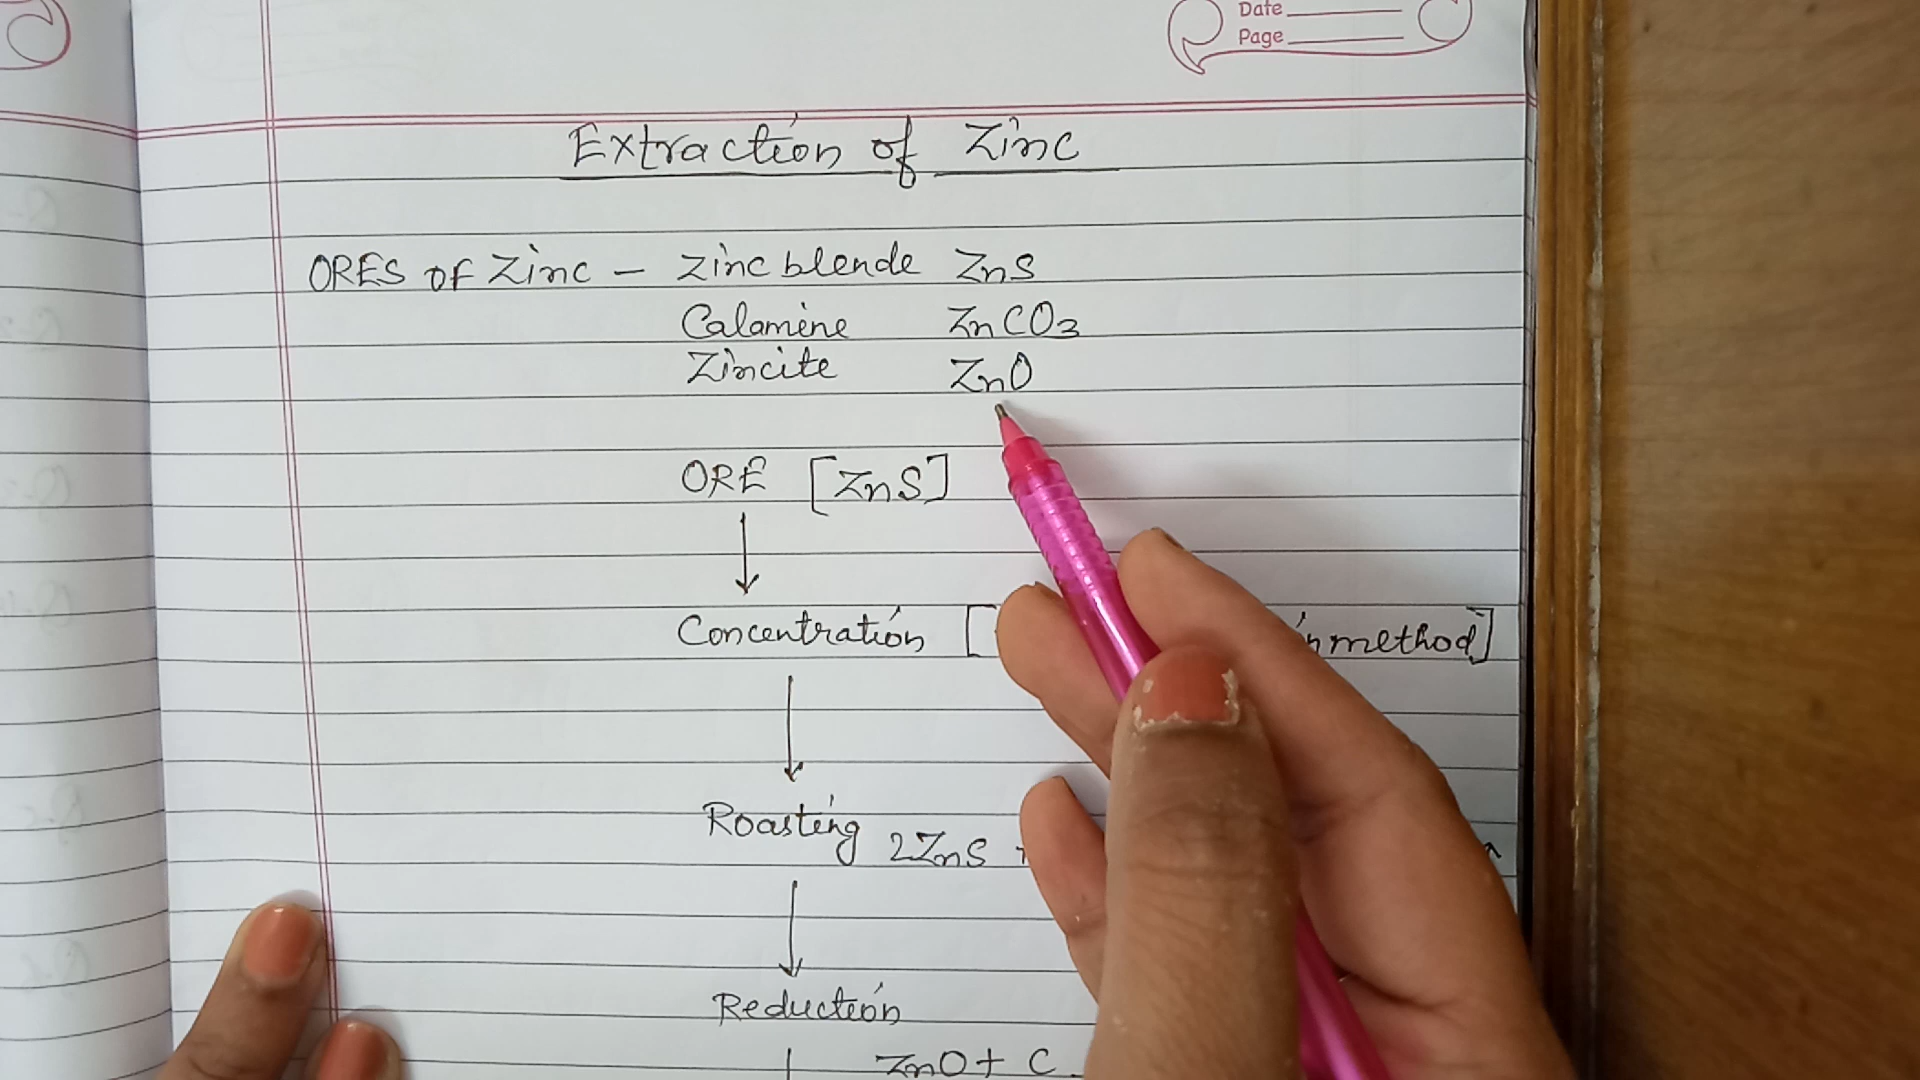 Date
Page
Extraction of Zinc
ORES OF Zinc - Zinc blende ZnS
Calamine ZnCO3
Zincite ZnO
ORE [ZnS]
↓
Concentration [ method]
↓
Roasting 2ZnS +
↓
Reduction
ZnO + C